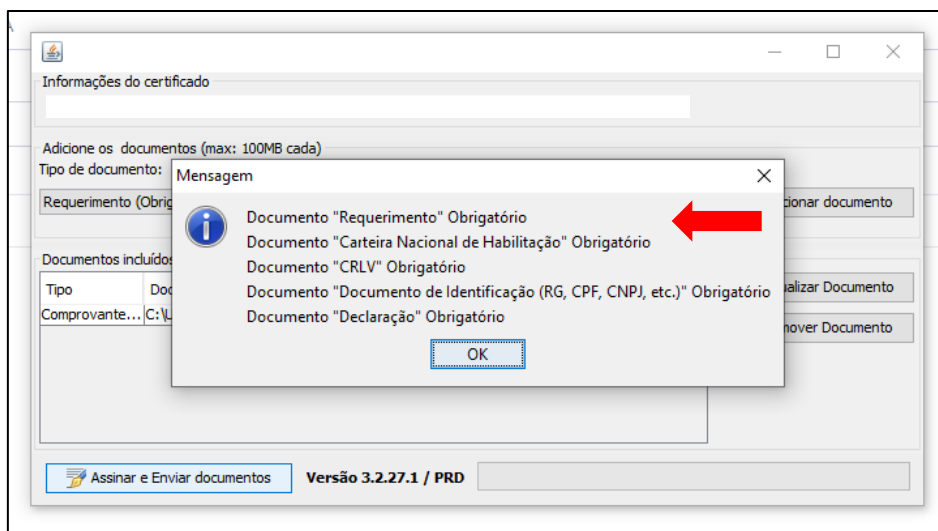 Informações do certificado
Adicione os documentos (max: 100MB cada)
Tipo de documento:
Mensagem
Requerimento (Obrig
cionar documento
Documento "Requerimento" Obrigatório
Documento "Carteira Nacional de Habilitação" Obrigatório
Documento "CRLV" Obrigatório
Documento "Documento de Identificação (RG, CPF, CNPJ, etc.)" Obrigatório
Documento "Declaração" Obrigatório
OK
Documentos incluídos
Tipo Doc
ualizar Documento
Comprovante... C:\U
mover Documento
Assinar e Enviar documentos Versão 3.2.27.1 / PRD